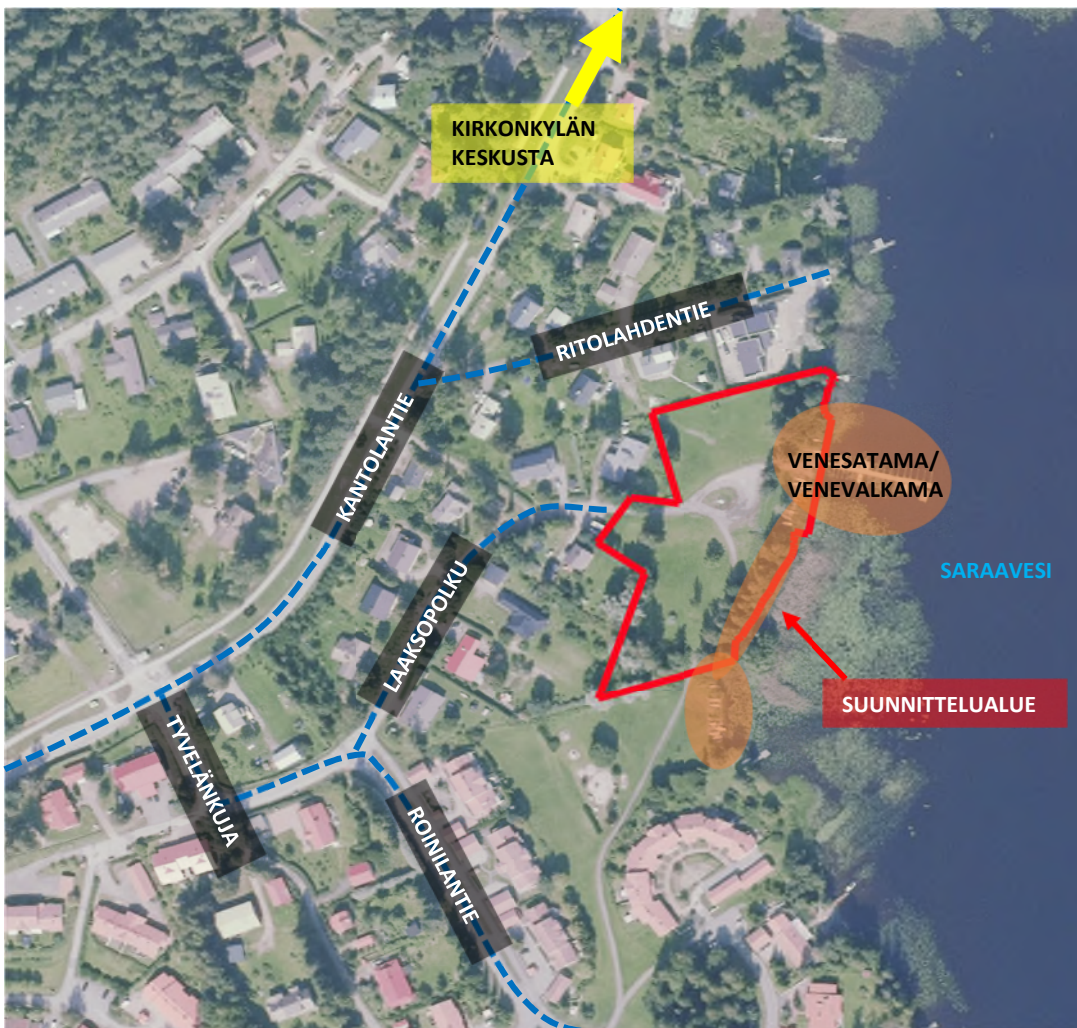 KIRKONKYLÄN
KESKUSTA
RITOLAHDENTIE
KANTOLANTIE
VENESATAMA/
VENEVALKAMA
SARAAVESI
LAAKSOPOLKU
SUUNNITTELUALUE
TYVELÄNKUJA
ROINILANTIE